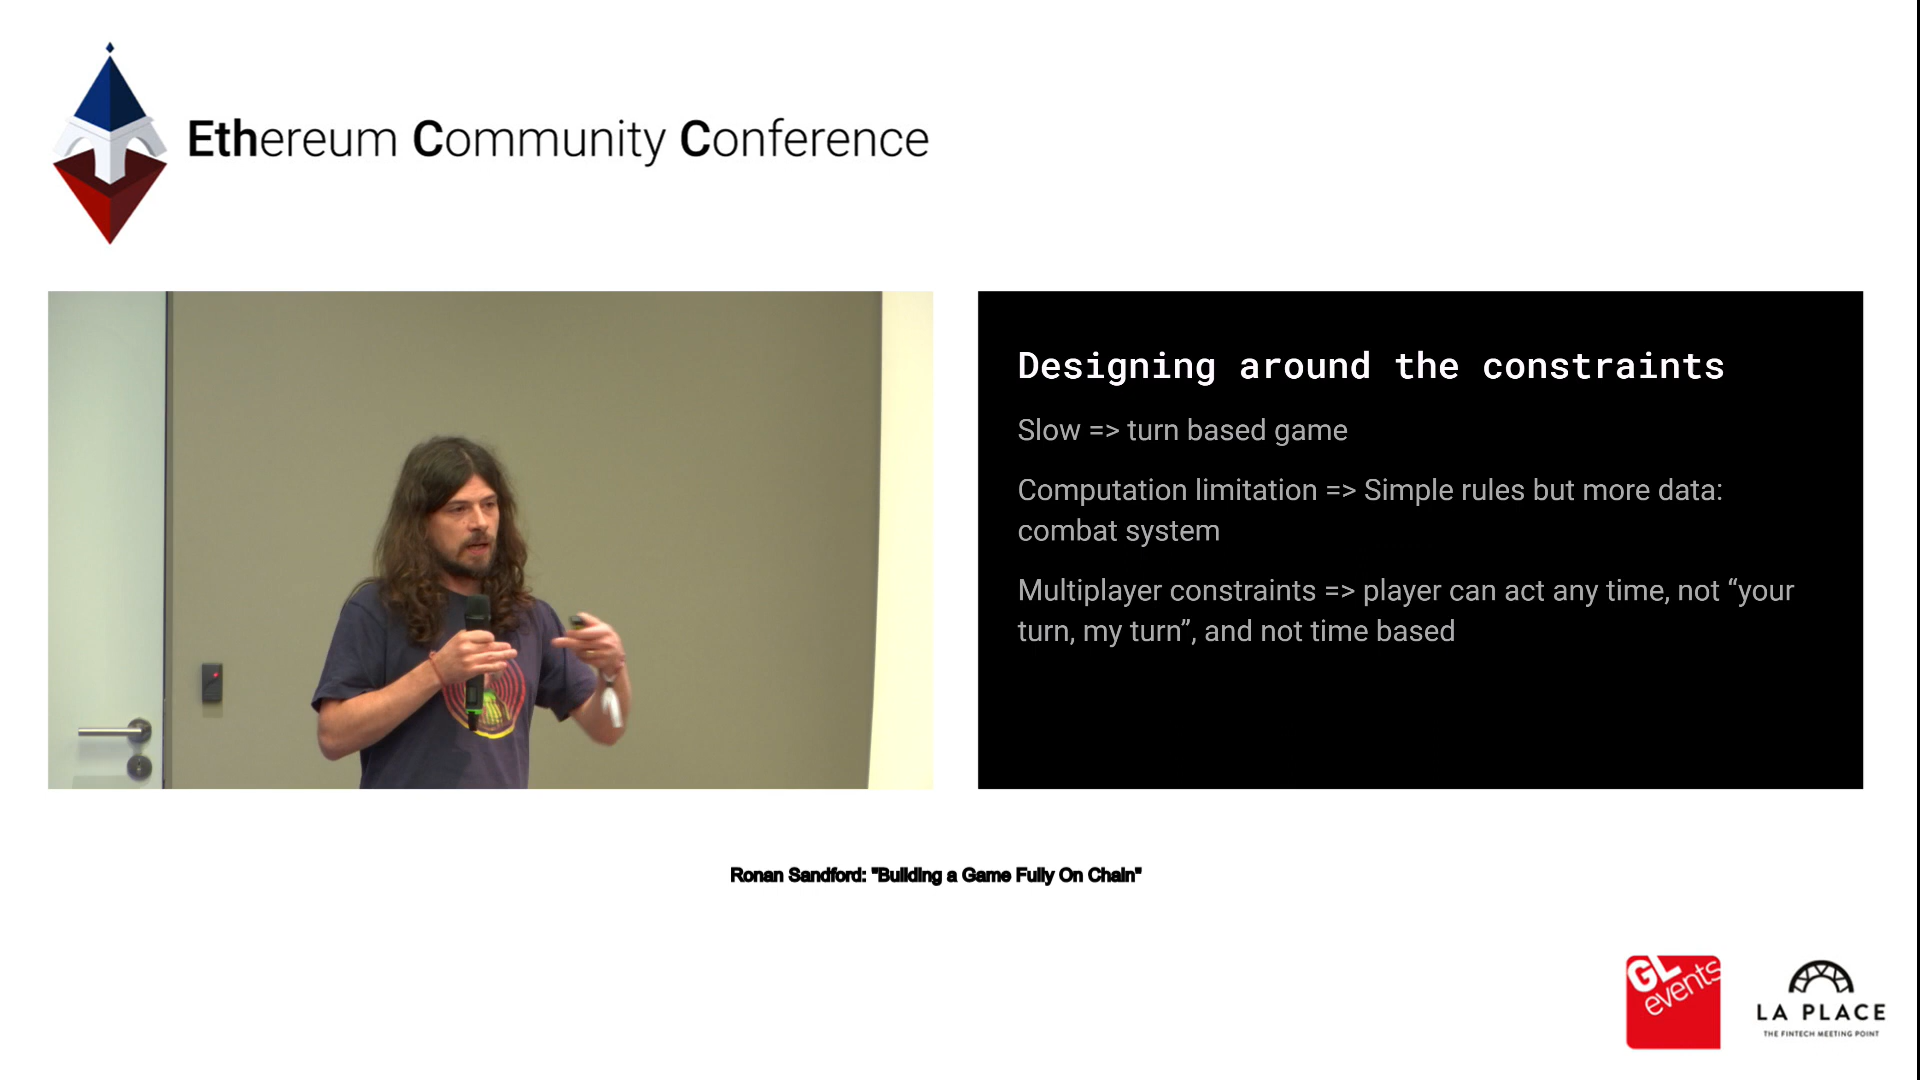 Ethereum Community Conference
Designing around the constraints
Slow => turn based game
Computation limitation => Simple rules but more data:
combat system
Multiplayer constraints => player can act any time, not “your
turn, my turn”, and not time based
Ronan Sandford: "Building a Game Fully On Chain"
GL
events
LA PLACE
THE FINTECH MEETING POINT